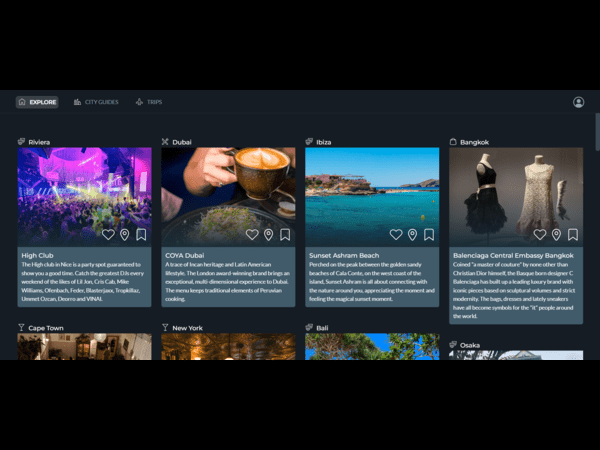 EXPLORE
CITY GUIDES
TRIPS
Riviera
High Club
The High club in Nice is a party spot guaranteed to
show you a good time. Catch the greatest DJs every
weekend of the likes of Lil Jon, Cris Cab, Mike
Williams, Ofenbach, Feder, Blasterjaxx, Tropkillaz,
Ummet Ozcan, Deorro and VINAI.
Dubai
COYA Dubai
A trace of Incan heritage and Latin American
lifestyle. The London award-winning brand brings an
exceptional, multi-dimensional experience to Dubai.
The menu keeps traditional elements of Peruvian
cooking.
Ibiza
Sunset Ashram Beach
Perched on the peak between the golden sandy
beaches of Cala Conte, on the west coast of the
island, Sunset Ashram is all about connecting with
the nature around you, appreciating the moment and
feeling the magical sunset moment.
Bangkok
Balenciaga Central Embassy Bangkok
Coined "a master of couture" by none other than
Christian Dior himself, the Basque born designer C
Balenciaga has built up a leading luxury brand with
iconic pieces based on sculptural volumes and strict
modernity. The bags, dresses and lately sneakers
have all become symbols for the "it" people around
the world.
Cape Town
New York
Bali
Osaka